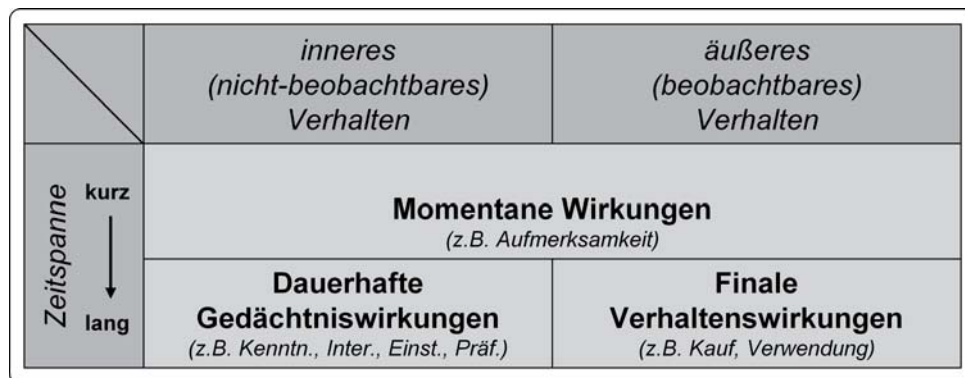 inneres
(nicht-beobachtbares)
Verhalten
äußeres
(beobachtbares)
Verhalten
Zeitspanne
kurz
lang
Momentane Wirkungen
(z.B. Aufmerksamkeit)
Dauerhafte
Gedächtniswirkungen
(z.B. Kenntn., Inter., Einst., Präf.)
Finale
Verhaltenswirkungen
(z.B. Kauf, Verwendung)